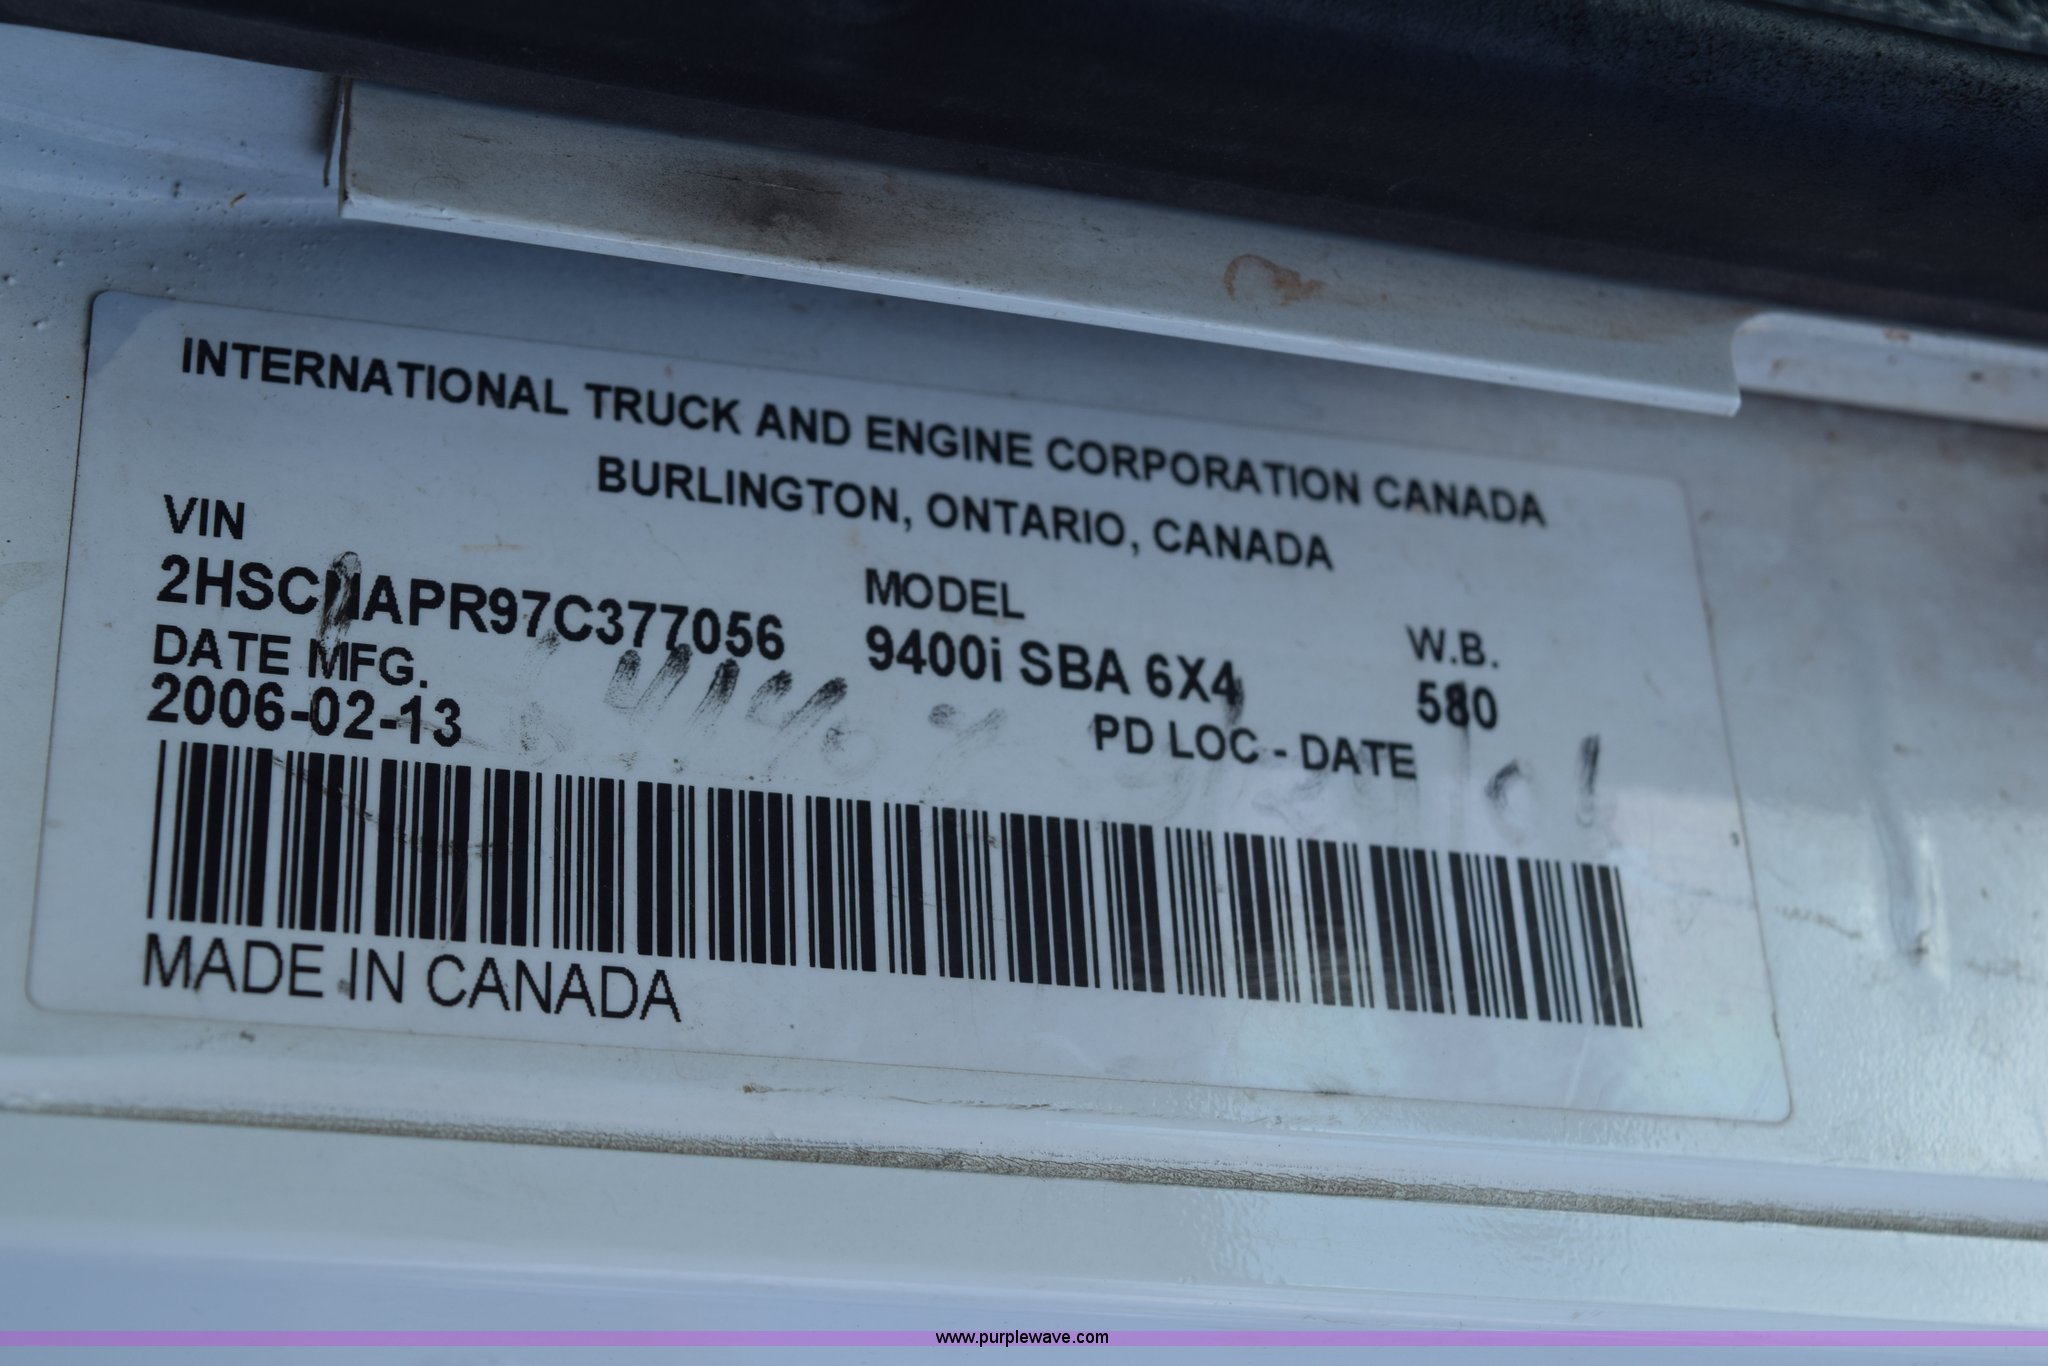 INTERNATIONAL TRUCK AND ENGINE CORPORATION CANADA
BURLINGTON, ONTARIO, CANADA
VIN MODEL W.B.
2HSCNAPR97C377056 9400i SBA 6X4 580
DATE MFG. PD LOC - DATE
2006-02-13
MADE IN CANADA
www.purplewave.com